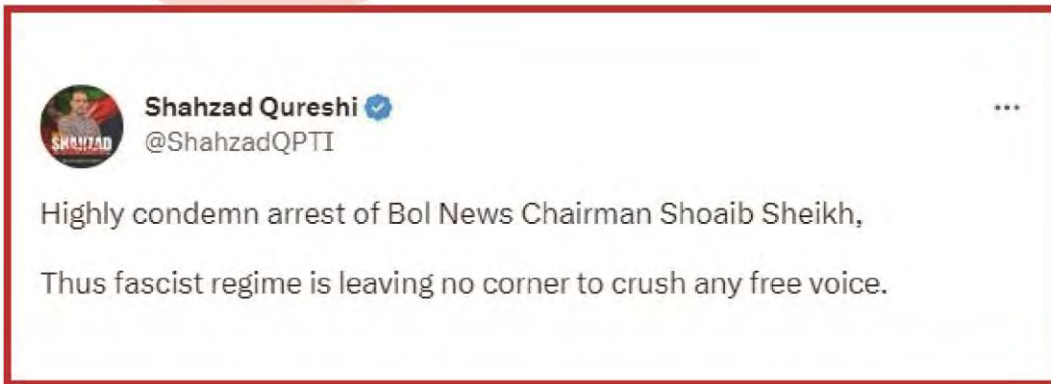 Shahzad Qureshi
@ShahzadQPTI
SHAHZAD
Highly condemn arrest of Bol News Chairman Shoaib Sheikh,
Thus fascist regime is leaving no corner to crush any free voice.